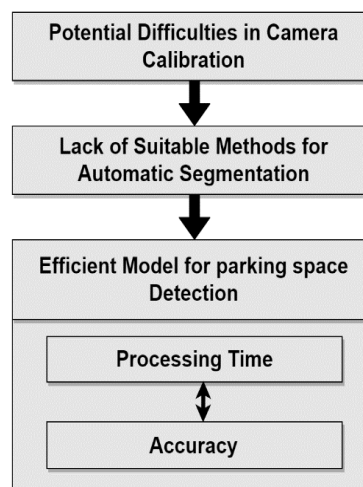 Potential Difficulties in Camera
Calibration
Lack of Suitable Methods for
Automatic Segmentation
Efficient Model for parking space
Detection
Processing Time
Accuracy